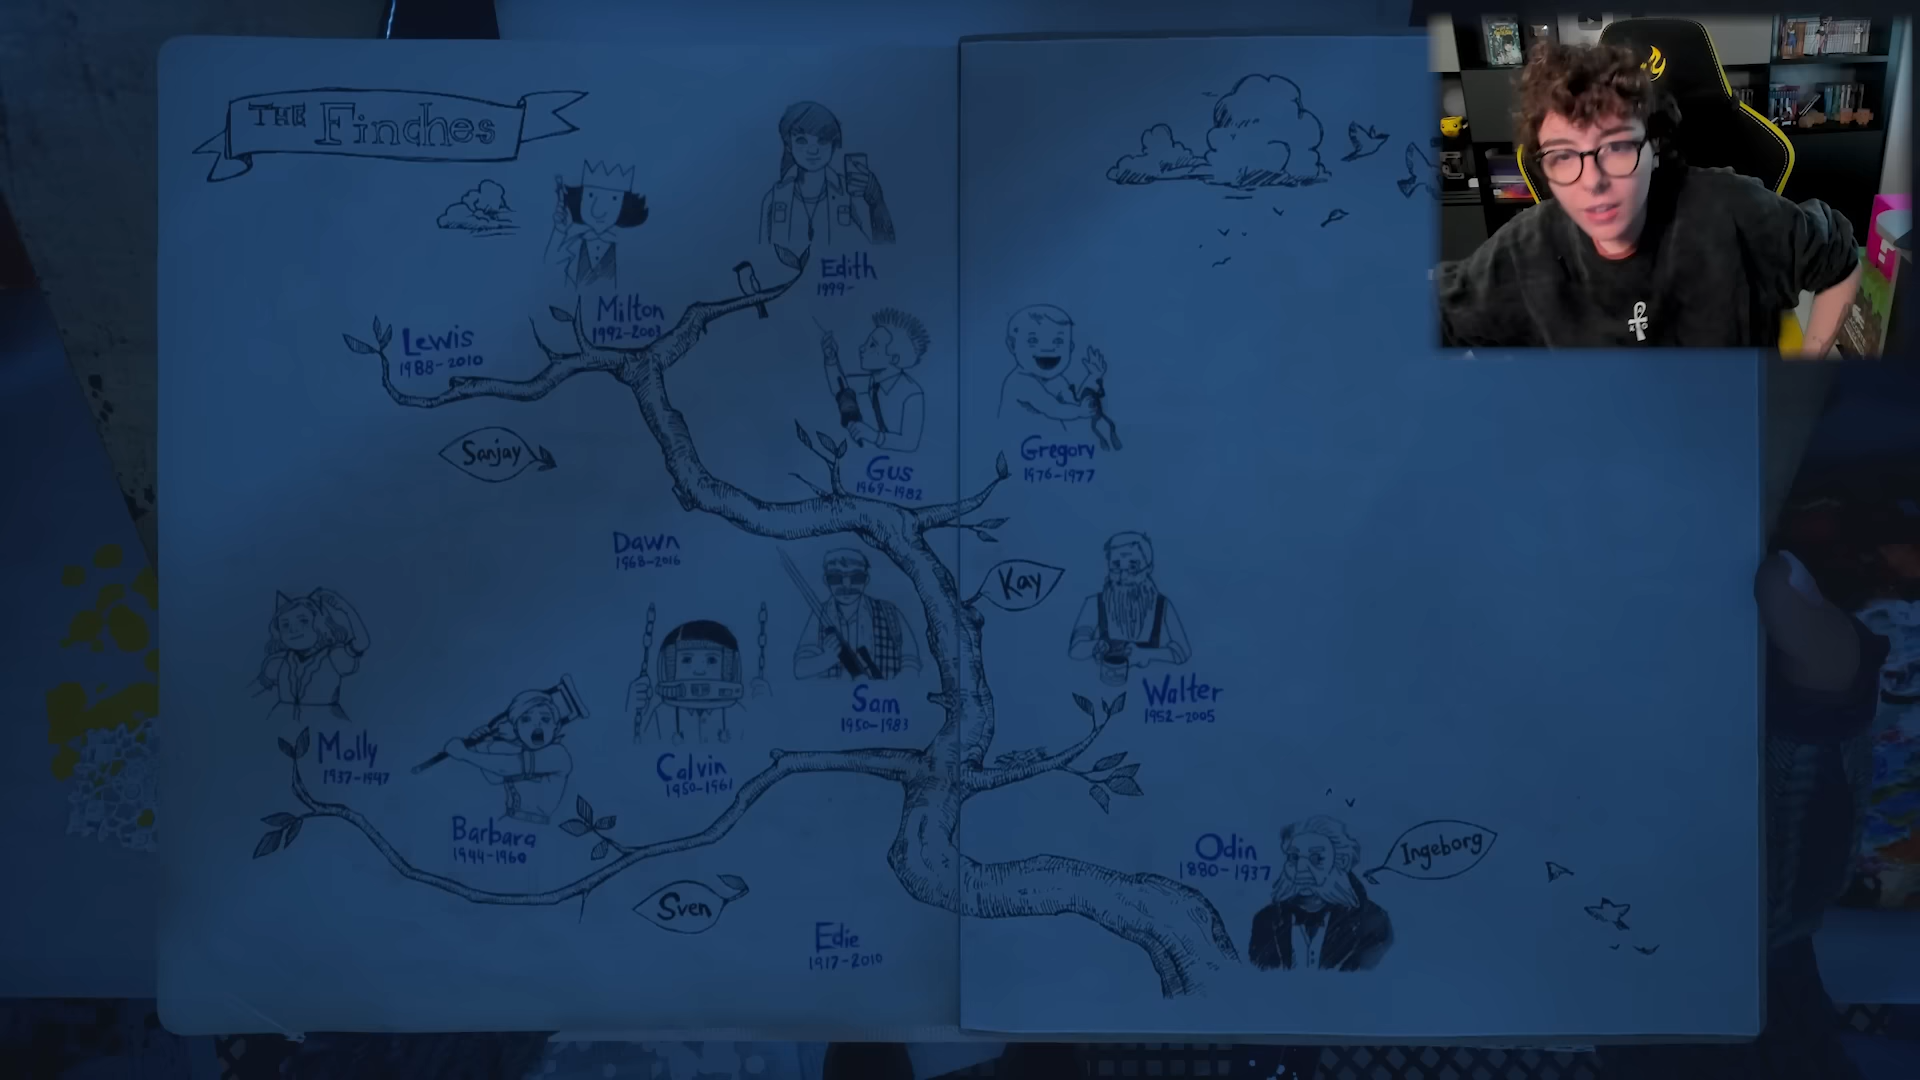 THE Finches
Edith
1999-
Milton
1992-2003
Lewis
1988-2010
Sanjay
Gus
1969-1982
Gregory
1976-1977
Dawn
1968-2016
Kay
Sam
1950-1983
Walter
1952-2005
Molly
1937-1947
Barbara
1944-1960
Calvin
1950-1961
Sven
Edie
1917-2010
Odin
1880-1937
Ingeborg